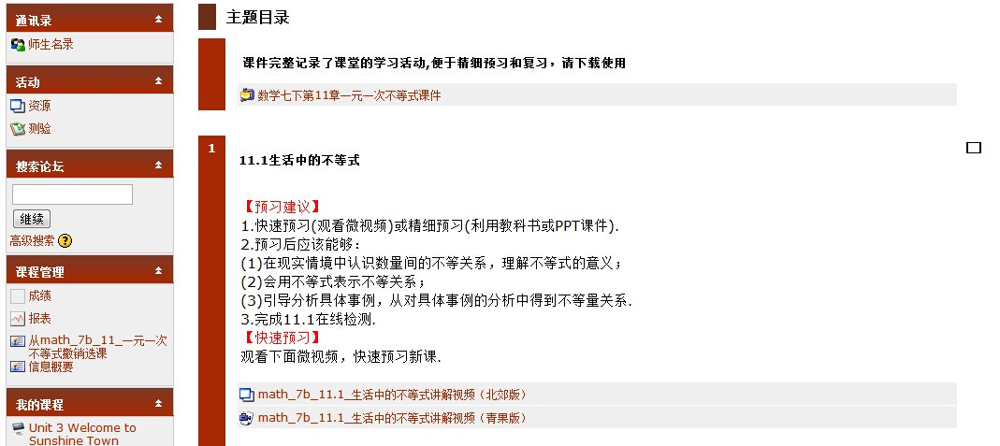 通讯录
师生名录
活动
资源
测验
搜索论坛
继续
高级搜索 ?
课程管理
成绩
报表
从math_7b_11_一元一次
不等式撤销选课
信息概要
我的课程
Unit 3 Welcome to
Sunshine Town
主题目录
课件完整记录了课堂的学习活动,便于精细预习和复习，请下载使用
数学七下第11章一元一次不等式课件
1
11.1生活中的不等式
【预习建议】
1.快速预习(观看微视频)或精细预习(利用教科书或PPT课件).
2.预习后应该能够：
(1)在现实情境中认识数量间的不等关系，理解不等式的意义；
(2)会用不等式表示不等关系；
(3)引导分析具体事例，从对具体事例的分析中得到不等量关系.
3.完成11.1在线检测.
【快速预习】
观看下面微视频，快速预习新课.
math_7b_11.1_生活中的不等式讲解视频（北郊版）
math_7b_11.1_生活中的不等式讲解视频（青果版）